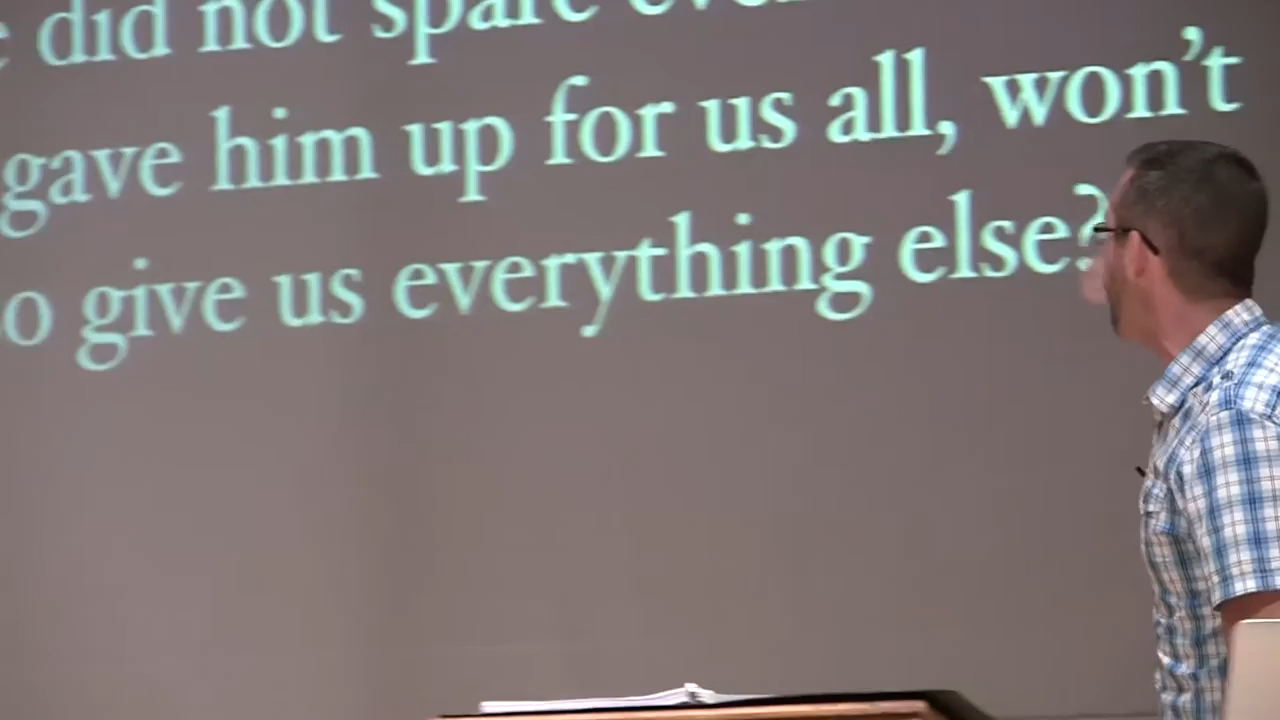 did not spare
gave him up for us all, won't
give us everything else?